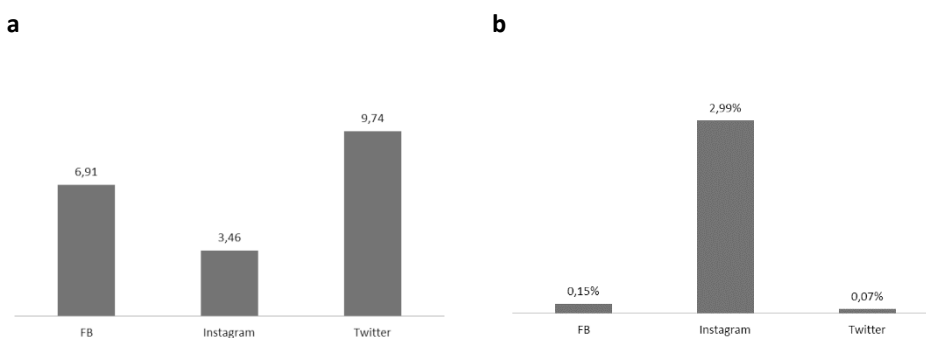 a
b
6,91
3,46
9,74
FB
Instagram
Twitter
0,15%
2,99%
0,07%
FB
Instagram
Twitter